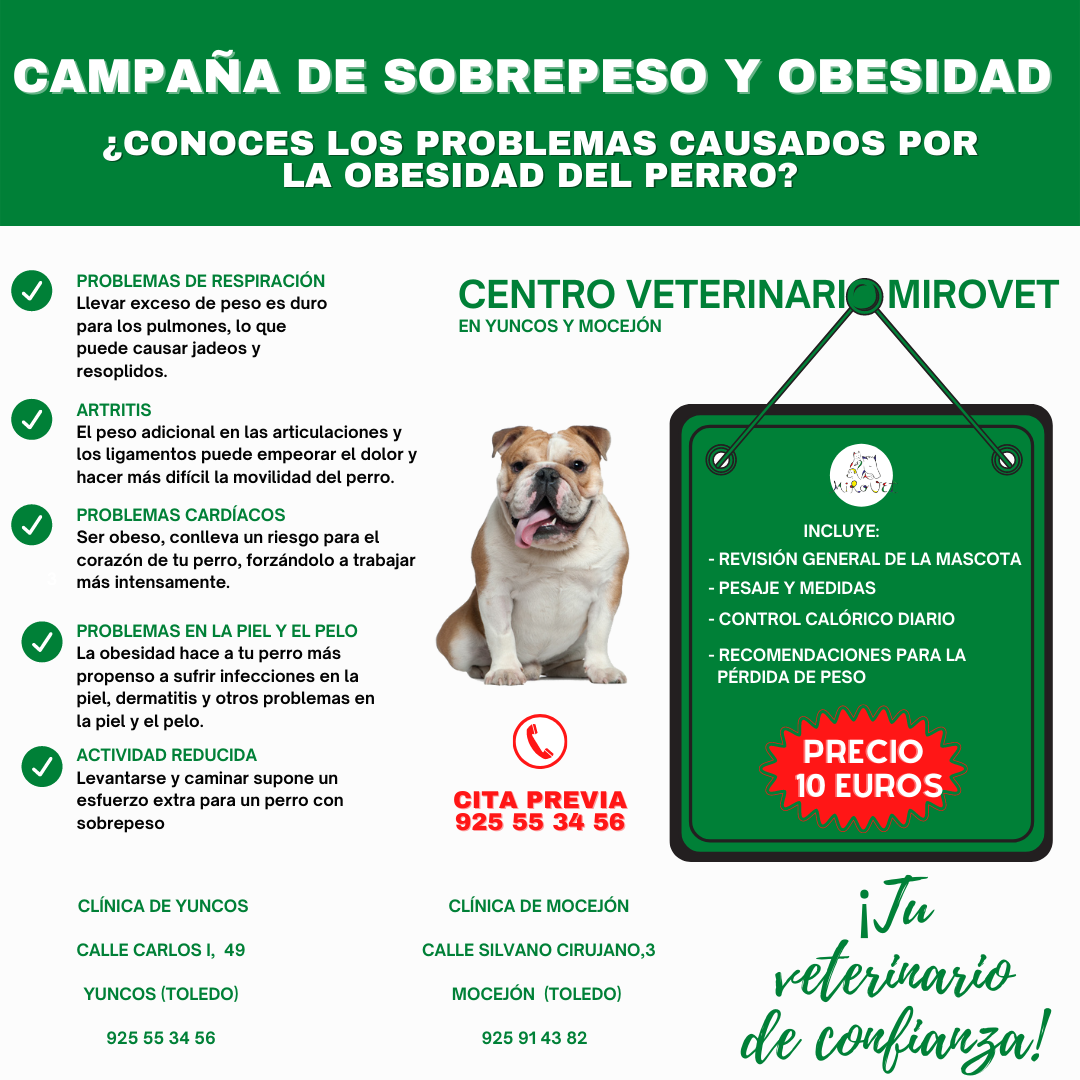 CAMPAÑA DE SOBREPESO Y OBESIDAD
¿CONOCES LOS PROBLEMAS CAUSADOS POR
LA OBESIDAD DEL PERRO?
PROBLEMAS DE RESPIRACIÓN
Llevar exceso de peso es duro
para los pulmones, lo que
puede causar jadeos y
resoplidos.
ARTRITIS
El peso adicional en las articulaciones y
los ligamentos puede empeorar el dolor y
hacer más difícil la movilidad del perro.
PROBLEMAS CARDÍACOS
Ser obeso, conlleva un riesgo para el
corazón de tu perro, forzándolo a trabajar
más intensamente.
PROBLEMAS EN LA PIEL Y EL PELO
La obesidad hace a tu perro más
propenso a sufrir infecciones en la
piel, dermatitis y otros problemas en
la piel y el pelo.
ACTIVIDAD REDUCIDA
Levantarse y caminar supone un
esfuerzo extra para un perro con
sobrepeso
CENTRO VETERINARIO MIROVET
EN YUNCOS Y MOCEJÓN
MIROVET
INCLUYE:
- REVISIÓN GENERAL DE LA MASCOTA
- PESAJE Y MEDIDAS
- CONTROL CALÓRICO DIARIO
- RECOMENDACIONES PARA LA
PÉRDIDA DE PESO
PRECIO
10 EUROS
CITA PREVIA
925 55 34 56
CLÍNICA DE YUNCOS
CALLE CARLOS I, 49
YUNCOS (TOLEDO)
925 55 34 56
CLÍNICA DE MOCEJÓN
CALLE SILVANO CIRUJANO,3
MOCEJÓN (TOLEDO)
925 91 43 82
¡Tu
veterinario
de confianza!